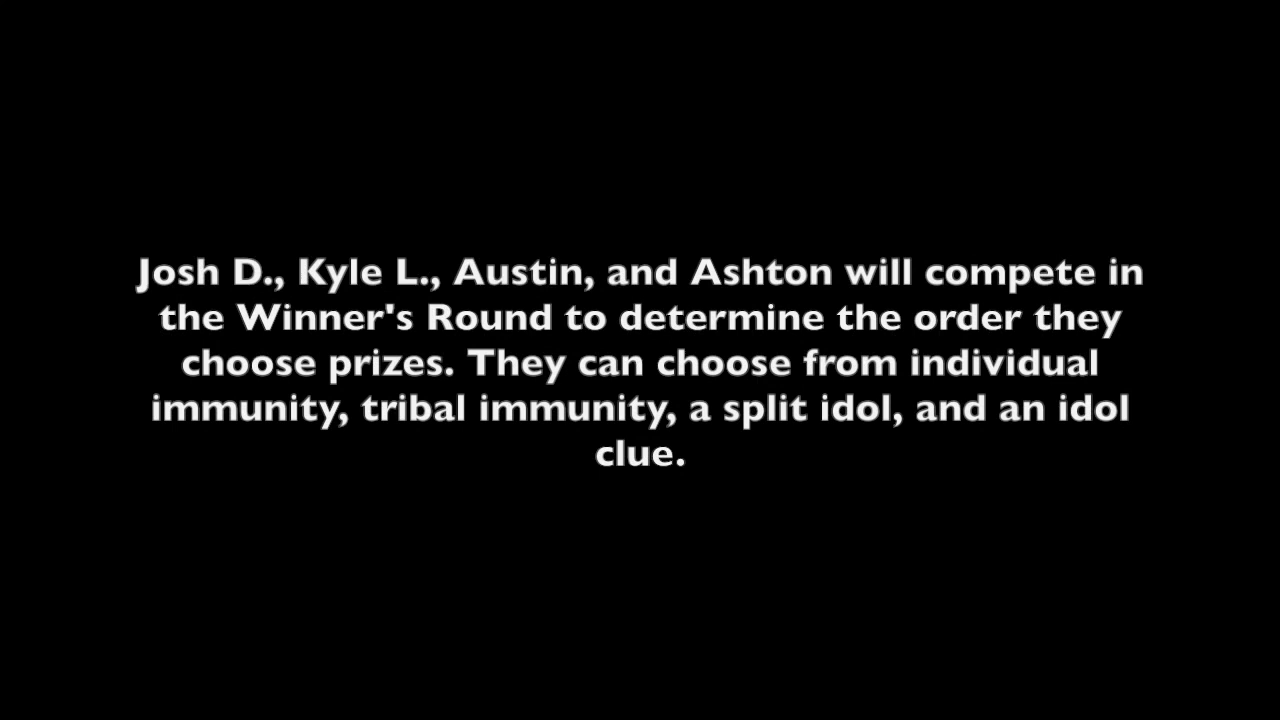 Josh D., Kyle L., Austin, and Ashton will compete in
the Winner's Round to determine the order they
choose prizes. They can choose from individual
immunity, tribal immunity, a split idol, and an idol
clue.